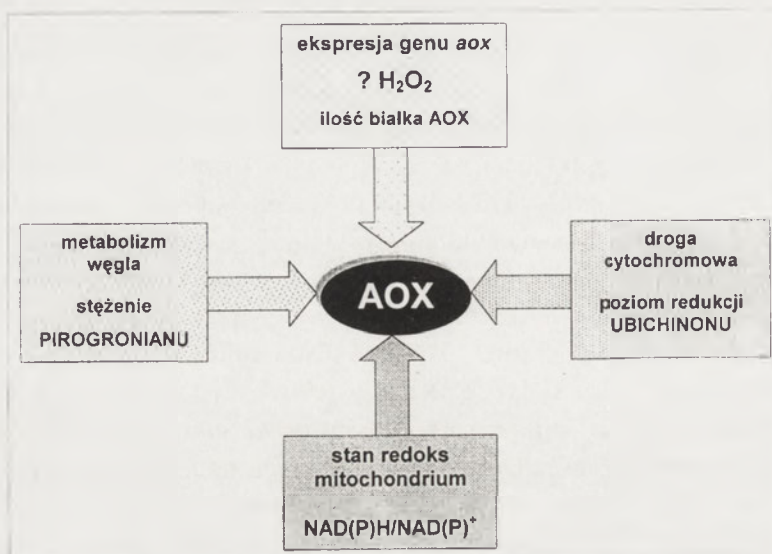 ekspresja genu aox
? H₂O₂
ilość białka AOX
metabolizm
węgla
stężenie
PIROGRONIANU
AOX
droga
cytochromowa
poziom redukcji
UBICHINONU
stan redoks
mitochondrium
NAD(P)H/NAD(P)⁺